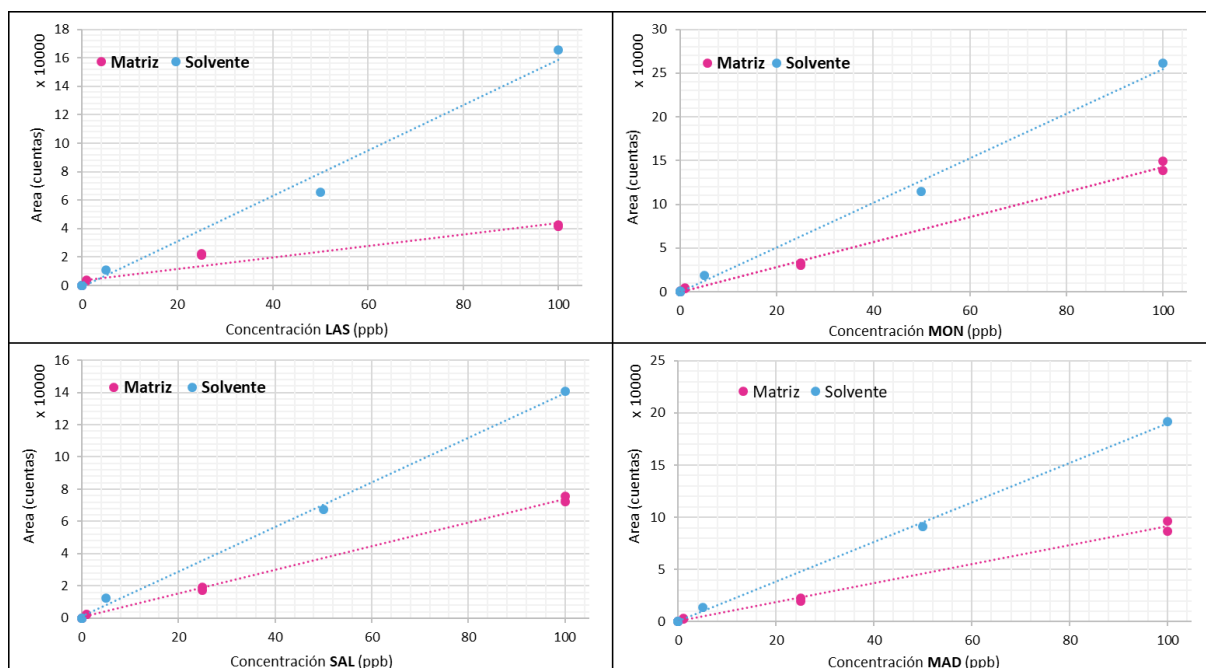 x 10000
Area (cuentas)
18
16
14
12
10
8
6
4
2
0
Matriz Solvente
0 20 40 60 80 100
Concentración LAS (ppb)
x 10000
Area (cuentas)
30
25
20
15
10
5
0
Matriz Solvente
0 20 40 60 80 100
Concentración MON (ppb)
x 10000
Area (cuentas)
16
14
12
10
8
6
4
2
0
Matriz Solvente
0 20 40 60 80 100
Concentración SAL (ppb)
x 10000
Area (cuentas)
25
20
15
10
5
0
Matriz Solvente
0 20 40 60 80 100
Concentración MAD (ppb)